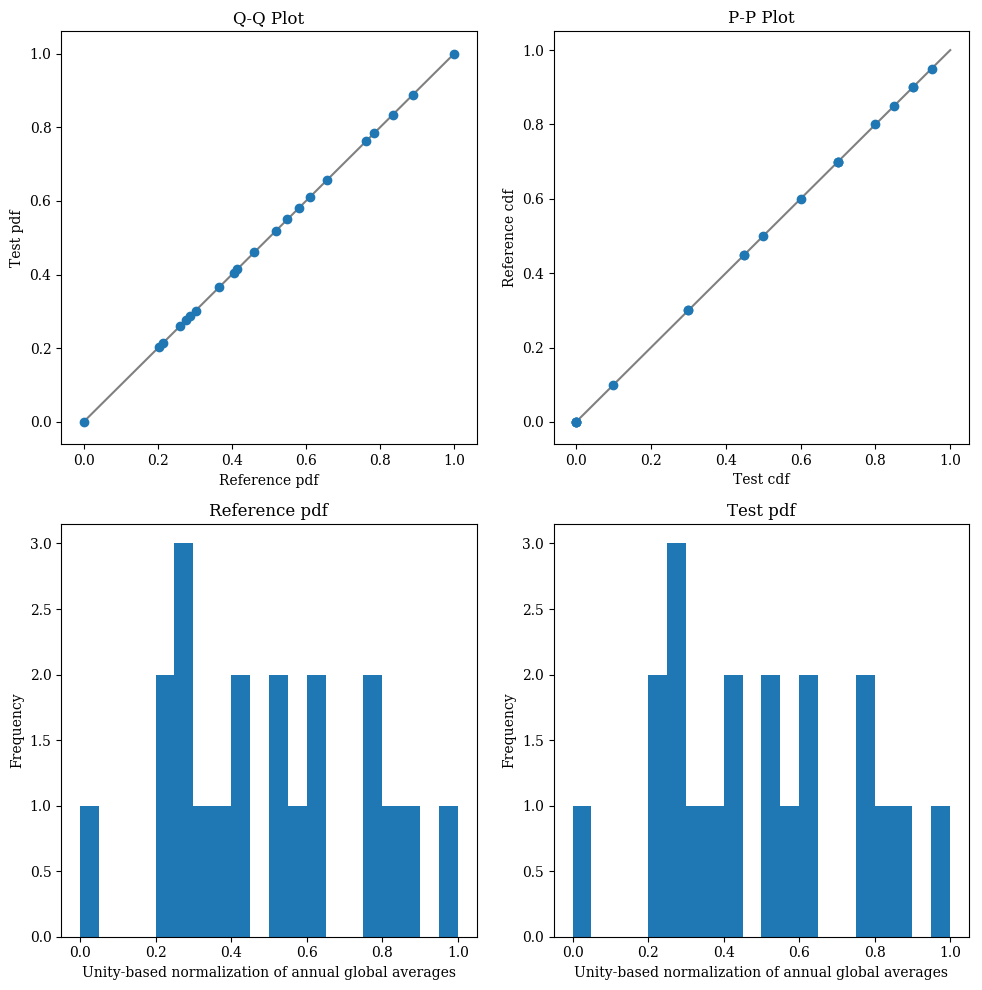 Q-Q Plot
1.0
0.8
0.6
0.4
0.2
0.0
Test pdf
0.0 0.2 0.4 0.6 0.8 1.0
Reference pdf
P-P Plot
1.0
0.8
0.6
0.4
0.2
0.0
Reference cdf
0.0 0.2 0.4 0.6 0.8 1.0
Test cdf
Reference pdf
3.0
2.5
2.0
1.5
1.0
0.5
0.0
Frequency
0.0 0.2 0.4 0.6 0.8 1.0
Unity-based normalization of annual global averages
Test pdf
3.0
2.5
2.0
1.5
1.0
0.5
0.0
Frequency
0.0 0.2 0.4 0.6 0.8 1.0
Unity-based normalization of annual global averages